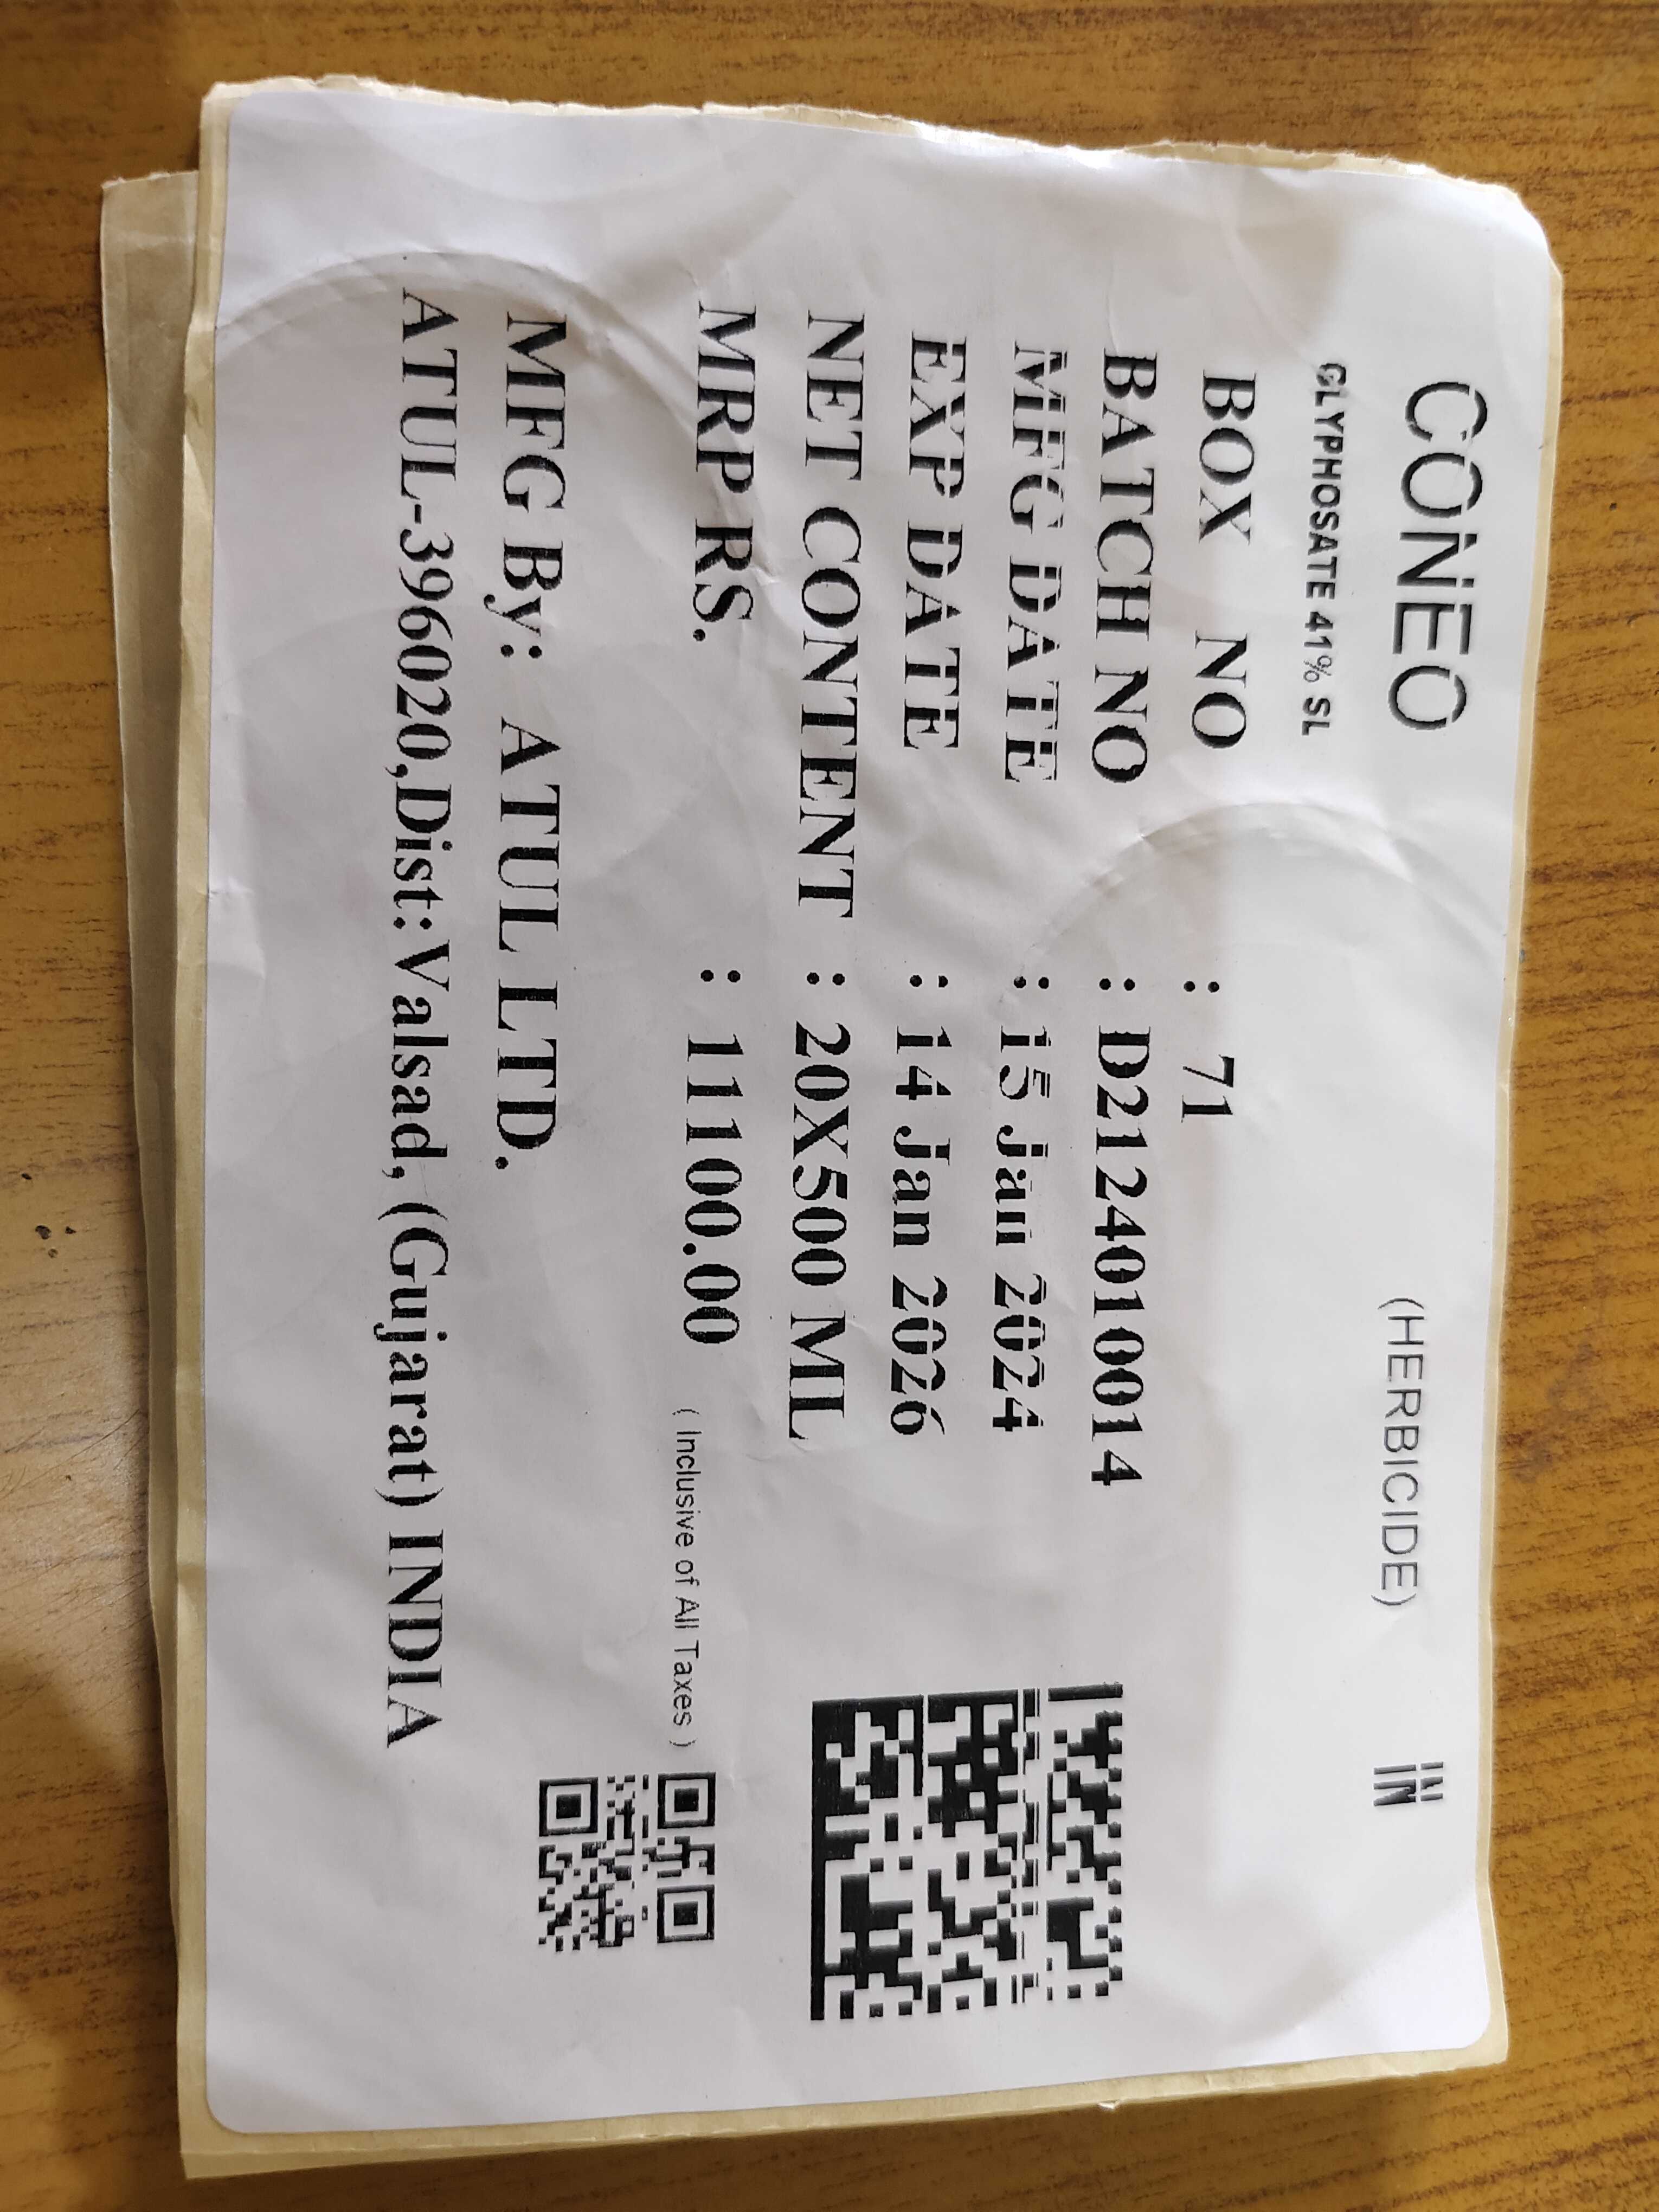 CONEO (HERBICIDE) IN
GLYPHOSATE 41% SL
BOX NO : 71
BATCH NO : D2124010014
MFG DATE : 15 Jan 2024
EXP DATE : 14 Jan 2026
NET CONTENT : 20X500 ML
MRP RS. : 11100.00 ( Inclusive of All Taxes )
MFG By: ATUL LTD.
ATUL-396020,Dist:Valsad, (Gujarat) INDIA